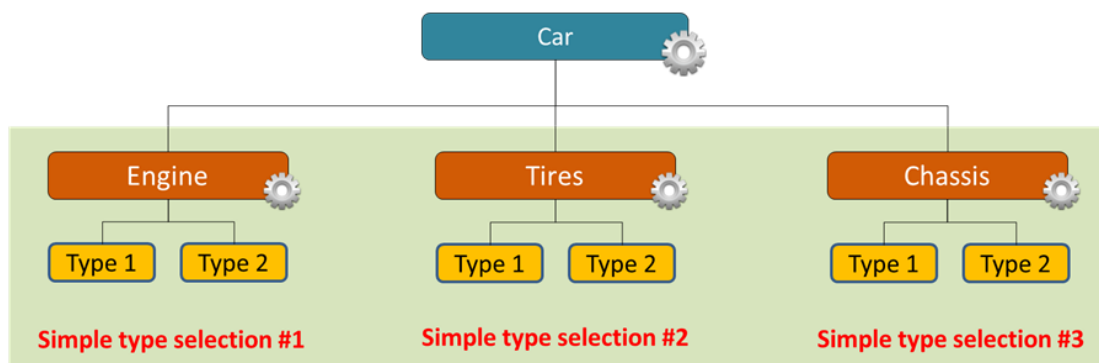 Car
Engine
Tires
Chassis
Type 1
Type 2
Type 1
Type 2
Type 1
Type 2
Simple type selection #1
Simple type selection #2
Simple type selection #3